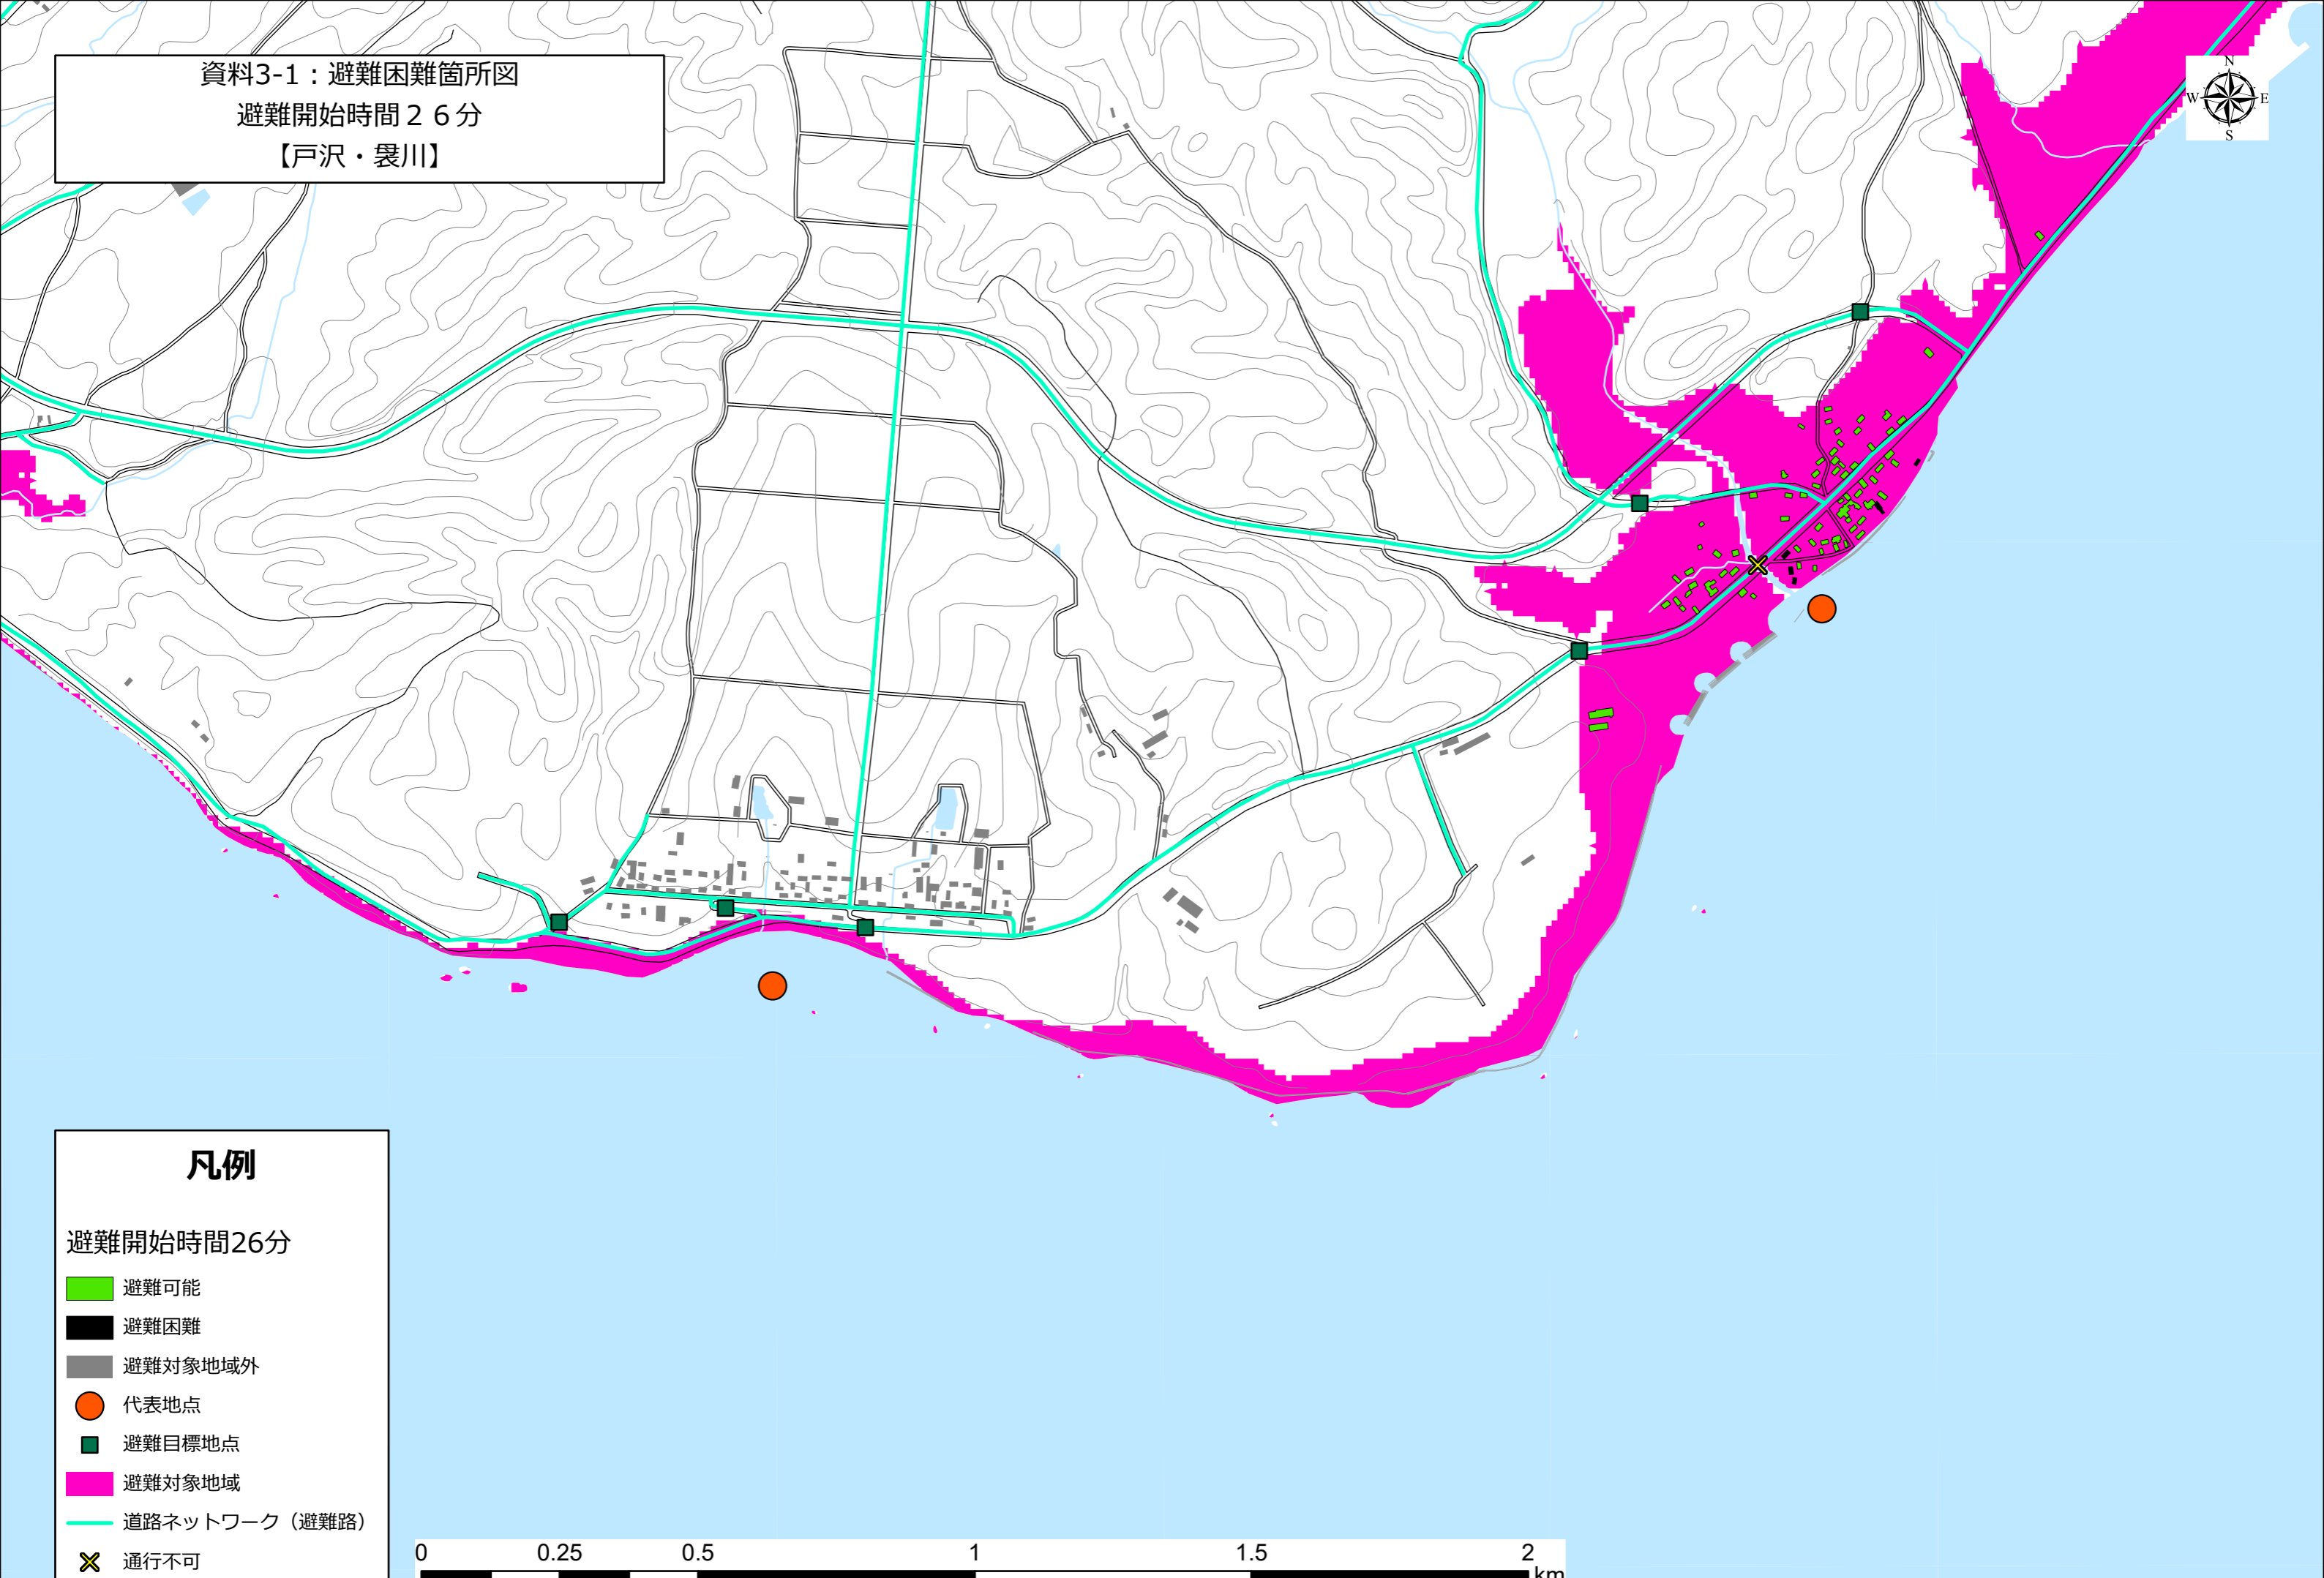 資料3-1：避難困難箇所図
避難開始時間２６分
【戸沢・袰川】
N
W E
S
凡例
避難開始時間26分
避難可能
避難困難
避難対象地域外
代表地点
避難目標地点
避難対象地域
道路ネットワーク（避難路）
通行不可
0 0.25 0.5 1 1.5 2
km